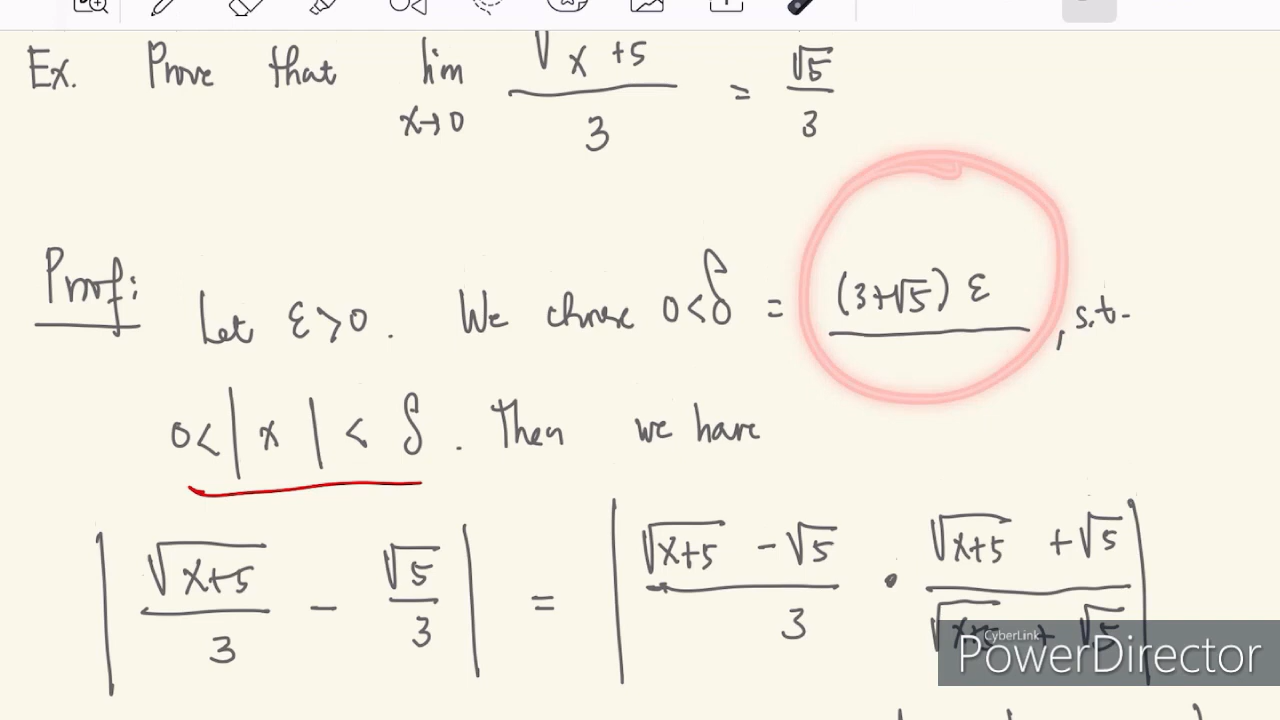 Ex. Prove that lim x→0 √x+5 / 3 = √5 / 3
Proof: Let ε>0. We choose 0<δ = (3+√5) ε , s.t.
0<|x|<δ. Then we have
|√x+5 / 3 - √5 / 3| = |√x+5 - √5 / 3 · √x+5 + √5 / √x+5 + √5|
CyberLink
PowerDirector